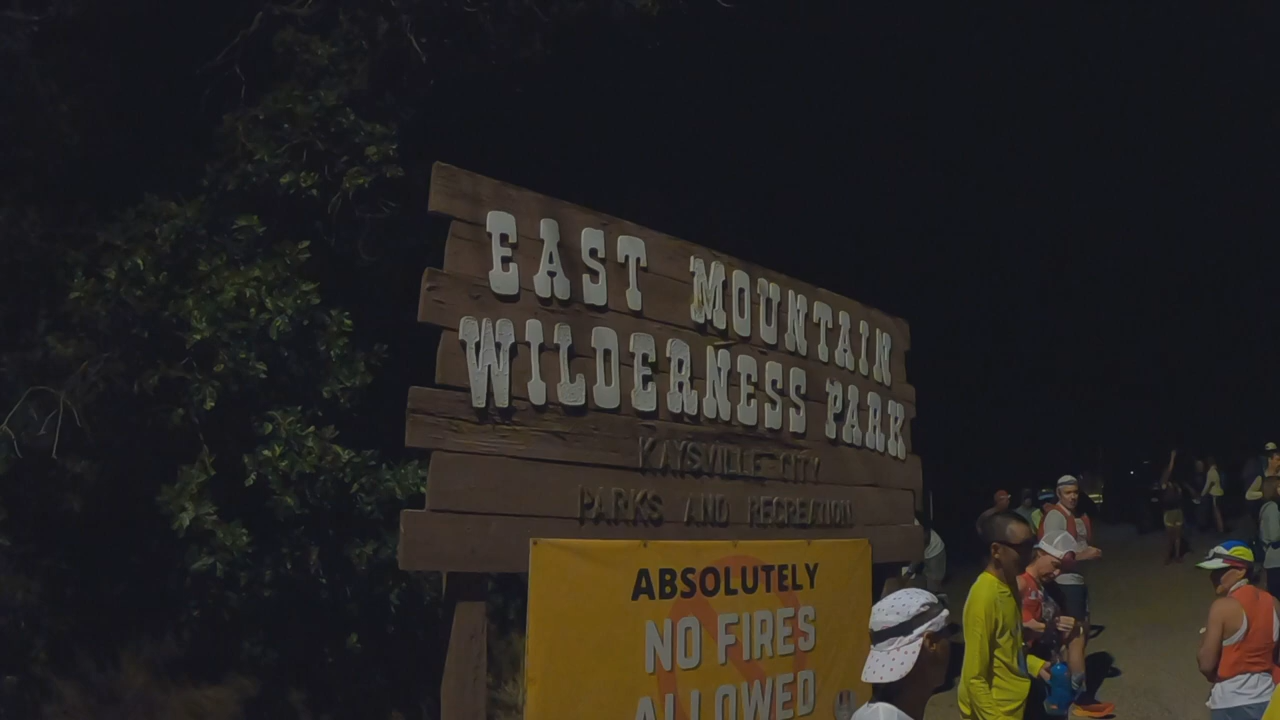 EAST MOUNTAIN
WILDERNESS PARK
KAYSVILLE CITY
PARKS AND RECREATION
ABSOLUTELY
NO FIRES
ALLOWED